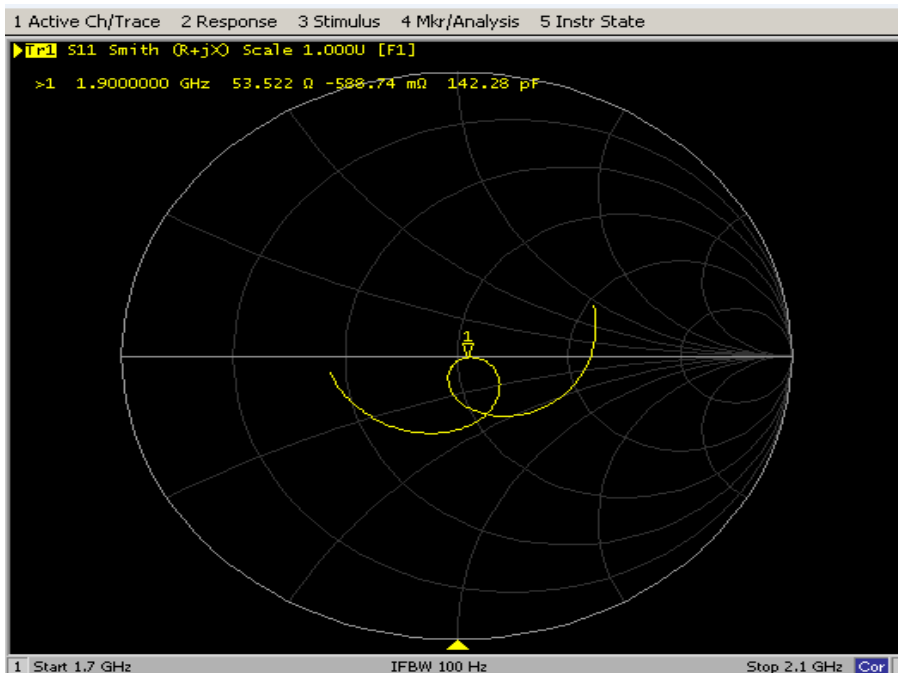 1 Active Ch/Trace 2 Response 3 Stimulus 4 Mkr/Analysis 5 Instr State
Tr1 S11 Smith (R+jX) Scale 1.000U [F1]
>1 1.9000000 GHz 53.522 Ω -588.74 mΩ 142.28 pF
1
1 Start 1.7 GHz IFBW 100 Hz Stop 2.1 GHz Cor